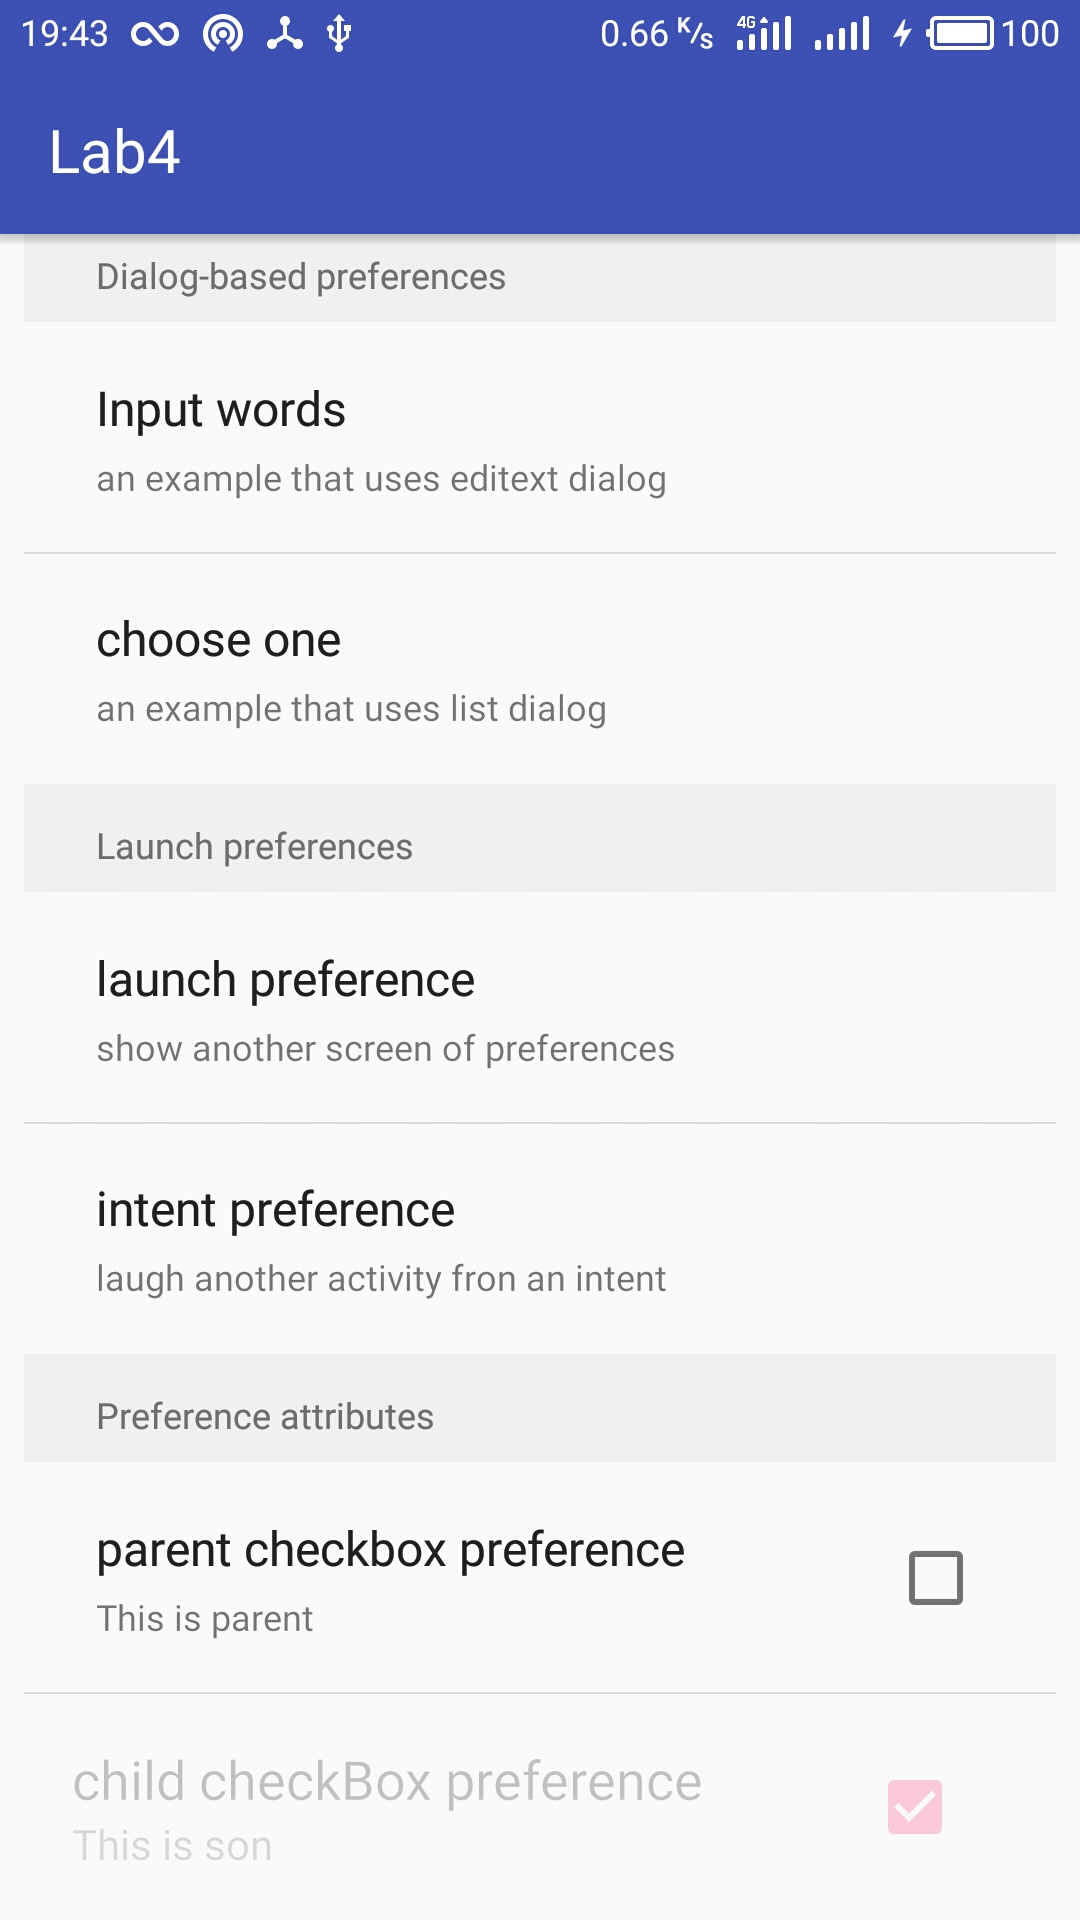 19:43 0.66 K/s 4G 100
Lab4
Dialog-based preferences
Input words
an example that uses editext dialog
choose one
an example that uses list dialog
Launch preferences
launch preference
show another screen of preferences
intent preference
laugh another activity fron an intent
Preference attributes
parent checkbox preference
This is parent
child checkBox preference
This is son